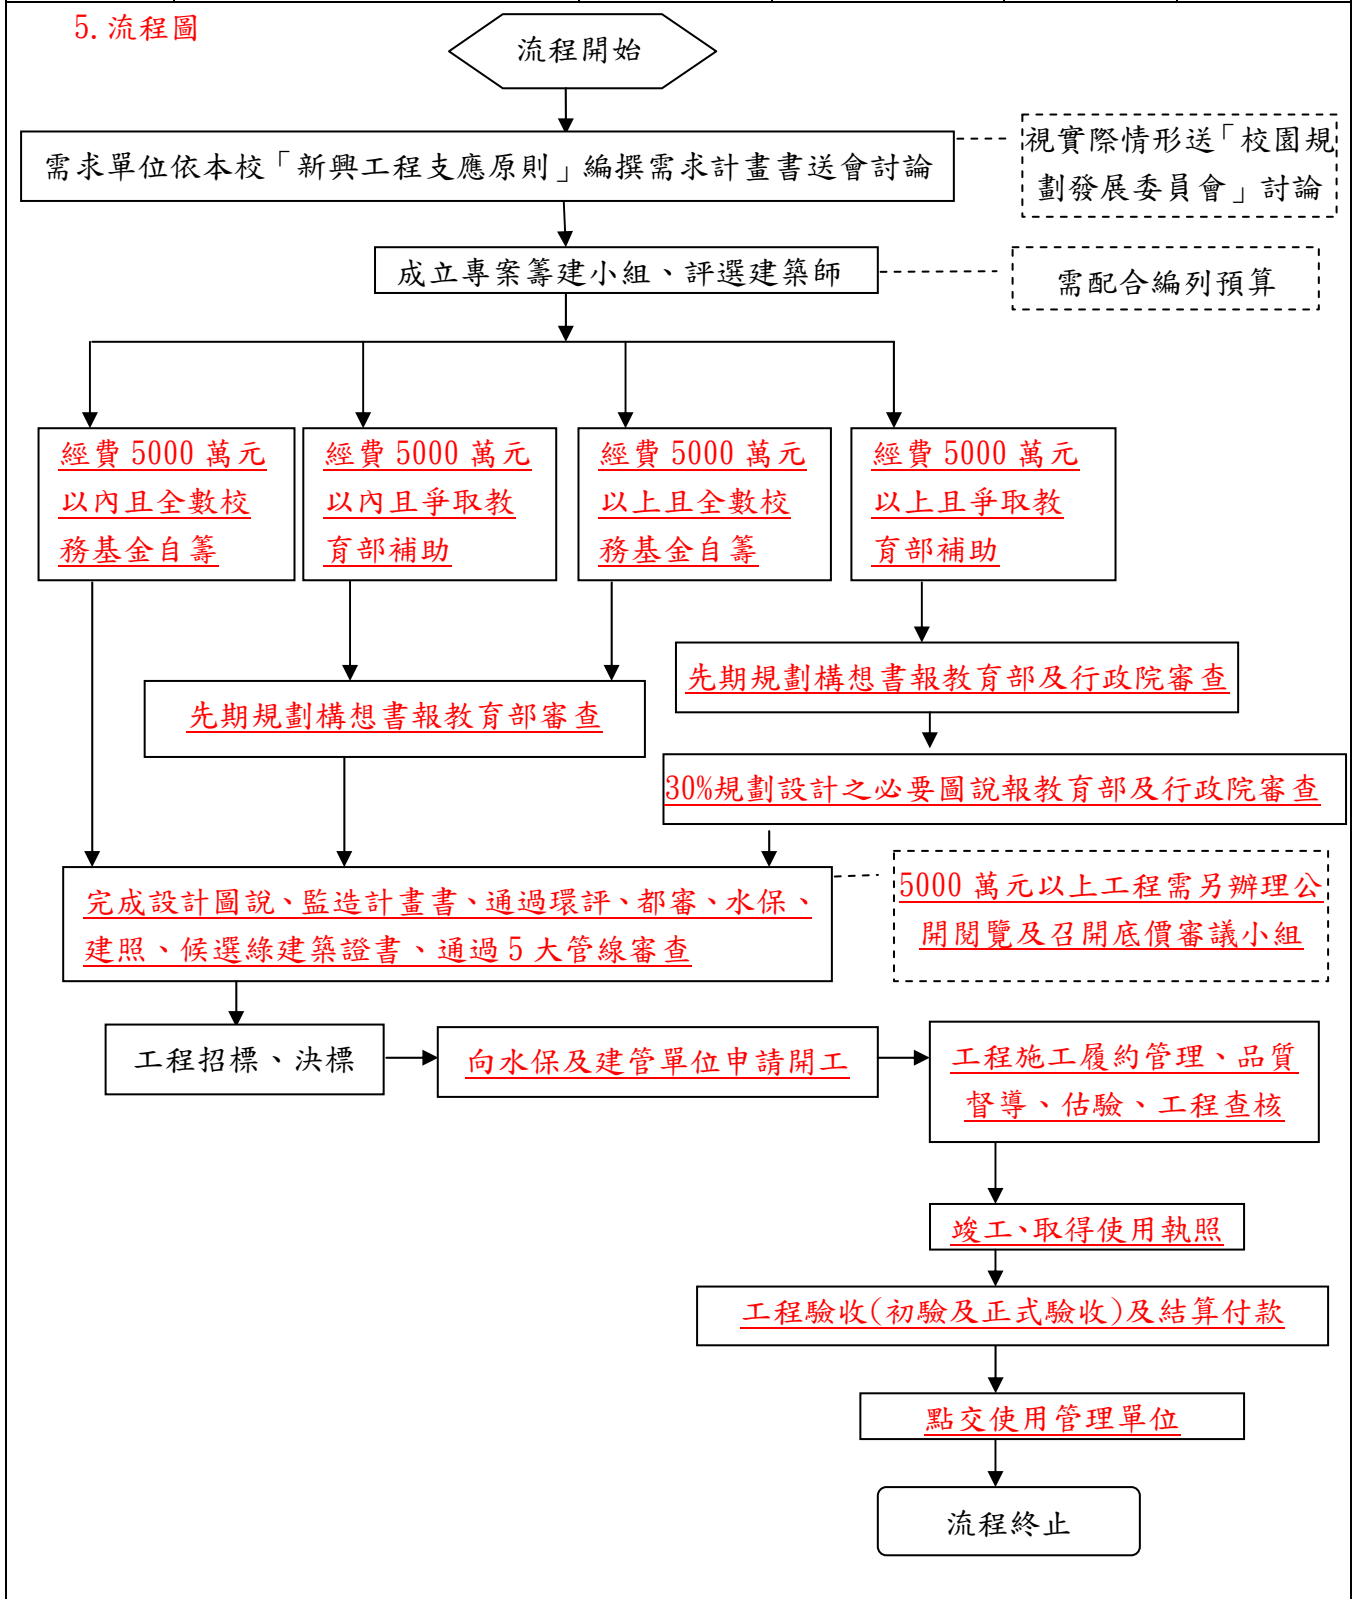 5.流程圖
流程開始
需求單位依本校「新興工程支應原則」編撰需求計畫書送會討論
視實際情形送「校園規
劃發展委員會」討論
成立專案籌建小組、評選建築師
需配合編列預算
經費 5000 萬元
以內且全數校
務基金自籌
經費 5000 萬元
以內且爭取教
育部補助
經費 5000 萬元
以上且全數校
務基金自籌
經費 5000 萬元
以上且爭取教
育部補助
先期規劃構想書報教育部審查
先期規劃構想書報教育部及行政院審查
30%規劃設計之必要圖說報教育部及行政院審查
完成設計圖說、監造計畫書、通過環評、都審、水保、
建照、候選綠建築證書、通過 5 大管線審查
5000 萬元以上工程需另辦理公
開閱覽及召開底價審議小組
工程招標、決標
向水保及建管單位申請開工
工程施工履約管理、品質
督導、估驗、工程查核
竣工、取得使用執照
工程驗收(初驗及正式驗收)及結算付款
點交使用管理單位
流程終止